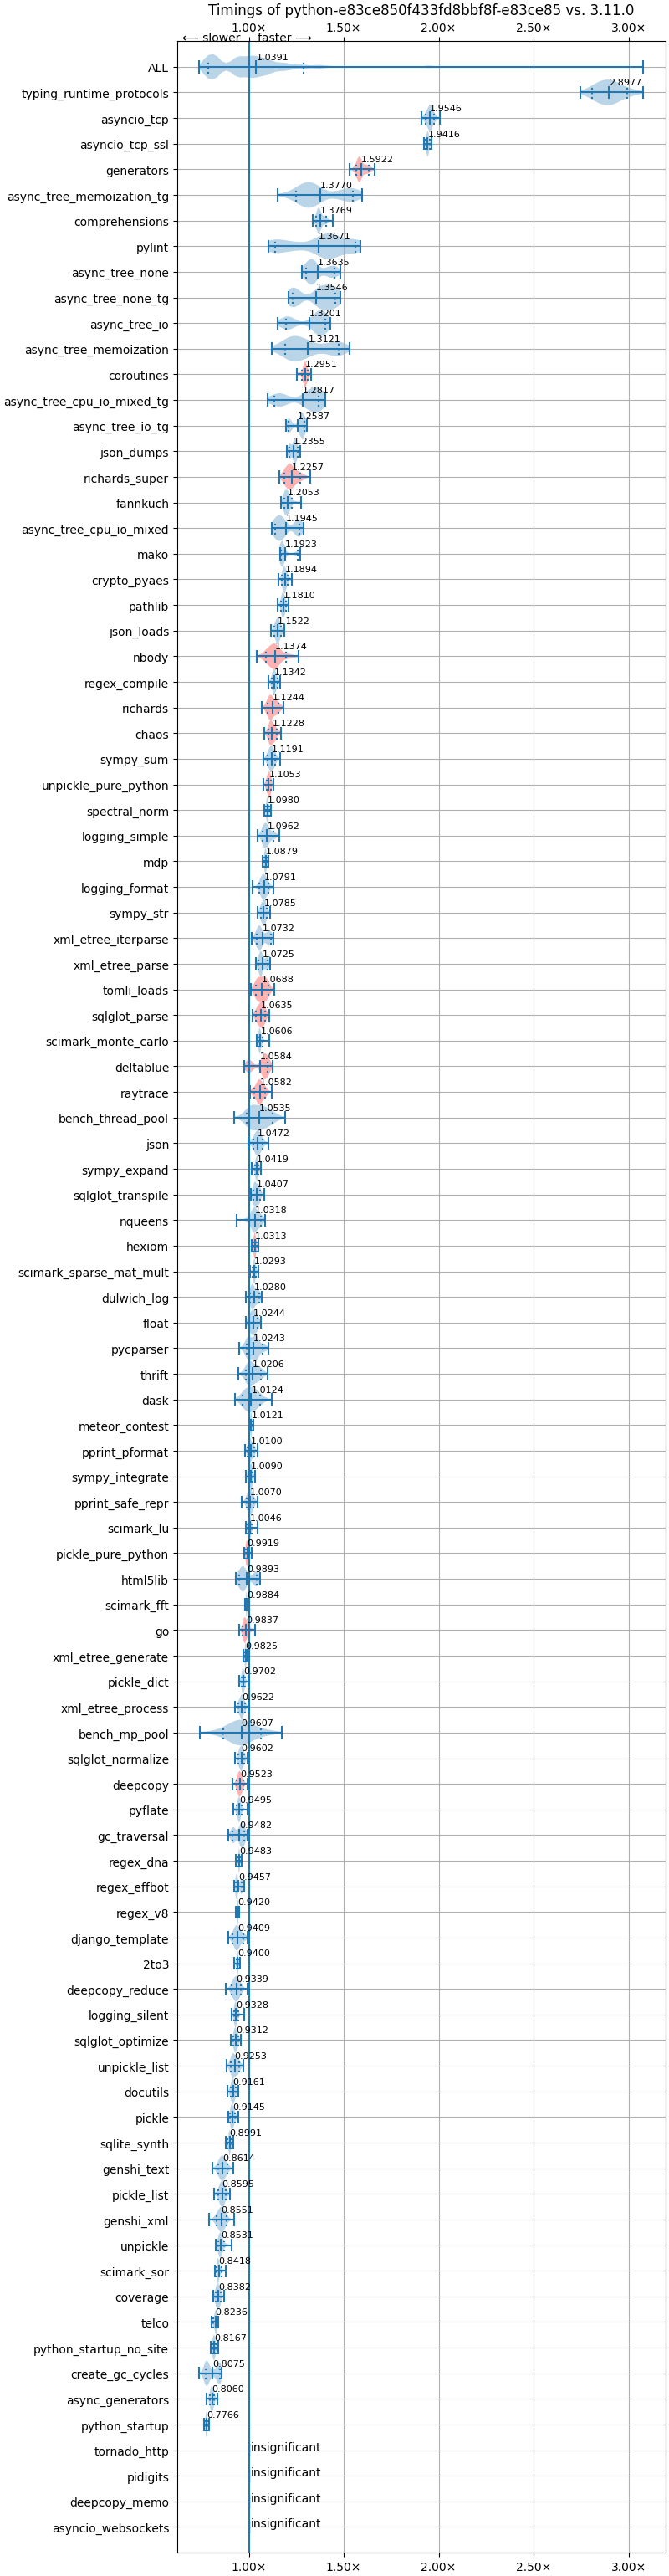 Timings of python-e83ce850f433fd8bbf8f-e83ce85 vs. 3.11.0
1.00× 1.50× 2.00× 2.50× 3.00×
⟵ slower faster ⟶
ALL 1.0391
typing_runtime_protocols 2.8977
asyncio_tcp 1.9546
asyncio_tcp_ssl 1.9416
generators 1.5922
async_tree_memoization_tg 1.3770
comprehensions 1.3769
pylint 1.3671
async_tree_none 1.3635
async_tree_none_tg 1.3546
async_tree_io 1.3201
async_tree_memoization 1.3121
coroutines 1.2951
async_tree_cpu_io_mixed_tg 1.2817
async_tree_io_tg 1.2587
json_dumps 1.2355
richards_super 1.2257
fannkuch 1.2053
async_tree_cpu_io_mixed 1.1945
mako 1.1923
crypto_pyaes 1.1894
pathlib 1.1810
json_loads 1.1522
nbody 1.1374
regex_compile 1.1342
richards 1.1244
chaos 1.1228
sympy_sum 1.1191
unpickle_pure_python 1.1053
spectral_norm 1.0980
logging_simple 1.0962
mdp 1.0879
logging_format 1.0791
sympy_str 1.0785
xml_etree_iterparse 1.0732
xml_etree_parse 1.0725
tomli_loads 1.0688
sqlglot_parse 1.0635
scimark_monte_carlo 1.0606
deltablue 1.0584
raytrace 1.0582
bench_thread_pool 1.0535
json 1.0472
sympy_expand 1.0419
sqlglot_transpile 1.0407
nqueens 1.0318
hexiom 1.0313
scimark_sparse_mat_mult 1.0293
dulwich_log 1.0280
float 1.0244
pycparser 1.0243
thrift 1.0206
dask 1.0124
meteor_contest 1.0121
pprint_pformat 1.0100
sympy_integrate 1.0090
pprint_safe_repr 1.0070
scimark_lu 1.0046
pickle_pure_python 0.9919
html5lib 0.9893
scimark_fft 0.9884
go 0.9837
xml_etree_generate 0.9825
pickle_dict 0.9702
xml_etree_process 0.9622
bench_mp_pool 0.9607
sqlglot_normalize 0.9602
deepcopy 0.9523
pyflate 0.9495
gc_traversal 0.9482
regex_dna 0.9483
regex_effbot 0.9457
regex_v8 0.9420
django_template 0.9409
2to3 0.9400
deepcopy_reduce 0.9339
logging_silent 0.9328
sqlglot_optimize 0.9312
unpickle_list 0.9253
docutils 0.9161
pickle 0.9145
sqlite_synth 0.8991
genshi_text 0.8614
pickle_list 0.8595
genshi_xml 0.8551
unpickle 0.8531
scimark_sor 0.8418
coverage 0.8382
telco 0.8236
python_startup_no_site 0.8167
create_gc_cycles 0.8075
async_generators 0.8060
python_startup 0.7766
tornado_http insignificant
pidigits insignificant
deepcopy_memo insignificant
asyncio_websockets insignificant
1.00× 1.50× 2.00× 2.50× 3.00×